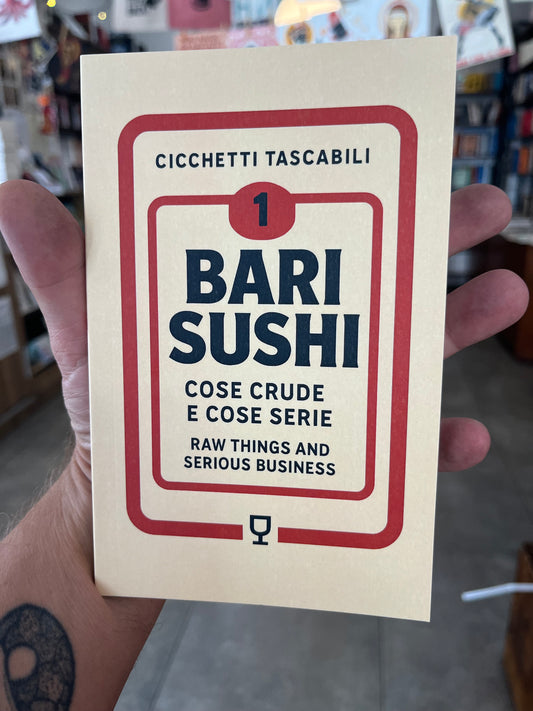 CICCHETTI TASCABILI
1
BARI
SUSHI
COSE CRUDE
E COSE SERIE
RAW THINGS AND
SERIOUS BUSINESS